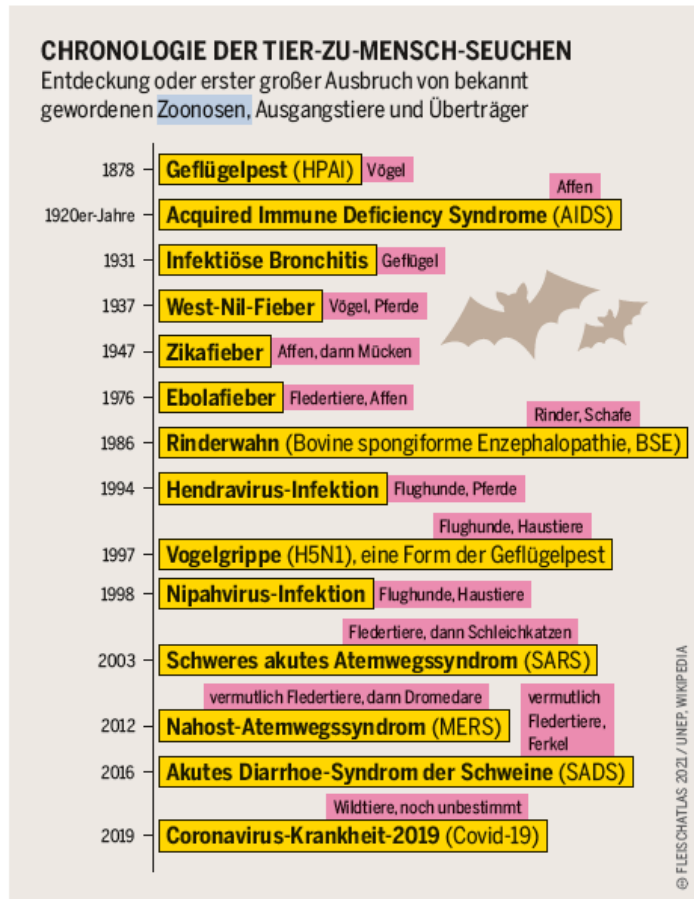 CHRONOLOGIE DER TIER-ZU-MENSCH-SEUCHEN
Entdeckung oder erster großer Ausbruch von bekannt
gewordenen Zoonosen, Ausgangstiere und Überträger
1878 Geflügelpest (HPAI) Vögel
Affen
1920er-Jahre Acquired Immune Deficiency Syndrome (AIDS)
1931 Infektiöse Bronchitis Geflügel
1937 West-Nil-Fieber Vögel, Pferde
1947 Zikafieber Affen, dann Mücken
1976 Ebolafieber Fledertiere, Affen
Rinder, Schafe
1986 Rinderwahn (Bovine spongiforme Enzephalopathie, BSE)
1994 Hendravirus-Infektion Flughunde, Pferde
Flughunde, Haustiere
1997 Vogelgrippe (H5N1), eine Form der Geflügelpest
1998 Nipahvirus-Infektion Flughunde, Haustiere
Fledertiere, dann Schleichkatzen
2003 Schweres akutes Atemwegssyndrom (SARS)
vermutlich Fledertiere, dann Dromedare
2012 Nahost-Atemwegssyndrom (MERS)
vermutlich
Fledertiere,
Ferkel
2016 Akutes Diarrhoe-Syndrom der Schweine (SADS)
Wildtiere, noch unbestimmt
2019 Coronavirus-Krankheit-2019 (Covid-19)
FLEISCHATLAS 2021 / UNEP, WIKIPEDIA